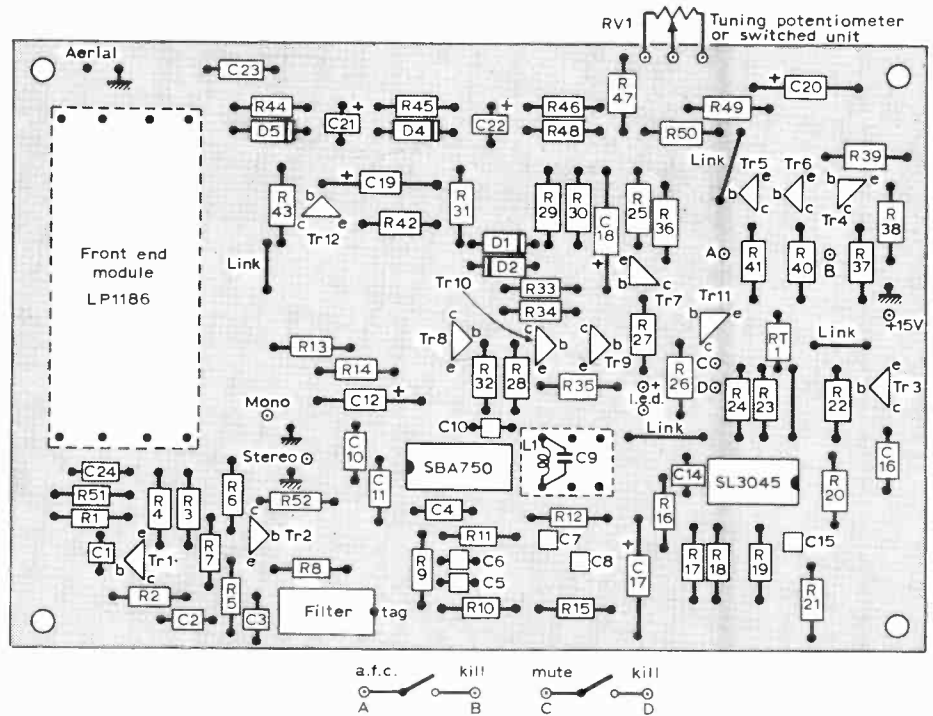 RV1
Tuning potentiometer
or switched unit
Aerial
C23
R47
+
C20
R44
+
R45
+
R46
R49
D5
C21
D4
C22
R48
R50
Link
Tr5
Tr6
R39
b e c
b e c
b e c
Tr4
R43
+
C19
R31
R29
R30
C18
+
R25
R36
R38
b c e
Tr12
R42
Link
Front end
module
LP1186
D1
D2
Tr10
R33
R34
e b c
Tr7
A
R41
R40
B
R37
+15V
Tr11
b e c
Tr8
c b e
c b e
c b e
Tr9
R27
RT1
Link
R13
R14
R32
R28
R35
+
l.e.d.
R26
C
D
R24
R23
R22
e b c
Tr3
C12
+
Mono
Stereo
C10
C10
C11
SBA750
L1
C9
Link
C14
SL3045
R20
C16
C24
R51
R1
R4
R3
R6
R52
C4
R12
R16
C1
e b c
Tr1
R7
c b e
Tr2
R11
C7
C8
C17
+
R17
R18
R19
C15
R2
R5
R8
R9
C6
C5
R21
C2
C3
Filter
tag
R10
R15
a.f.c.
kill
mute
kill
A
B
C
D